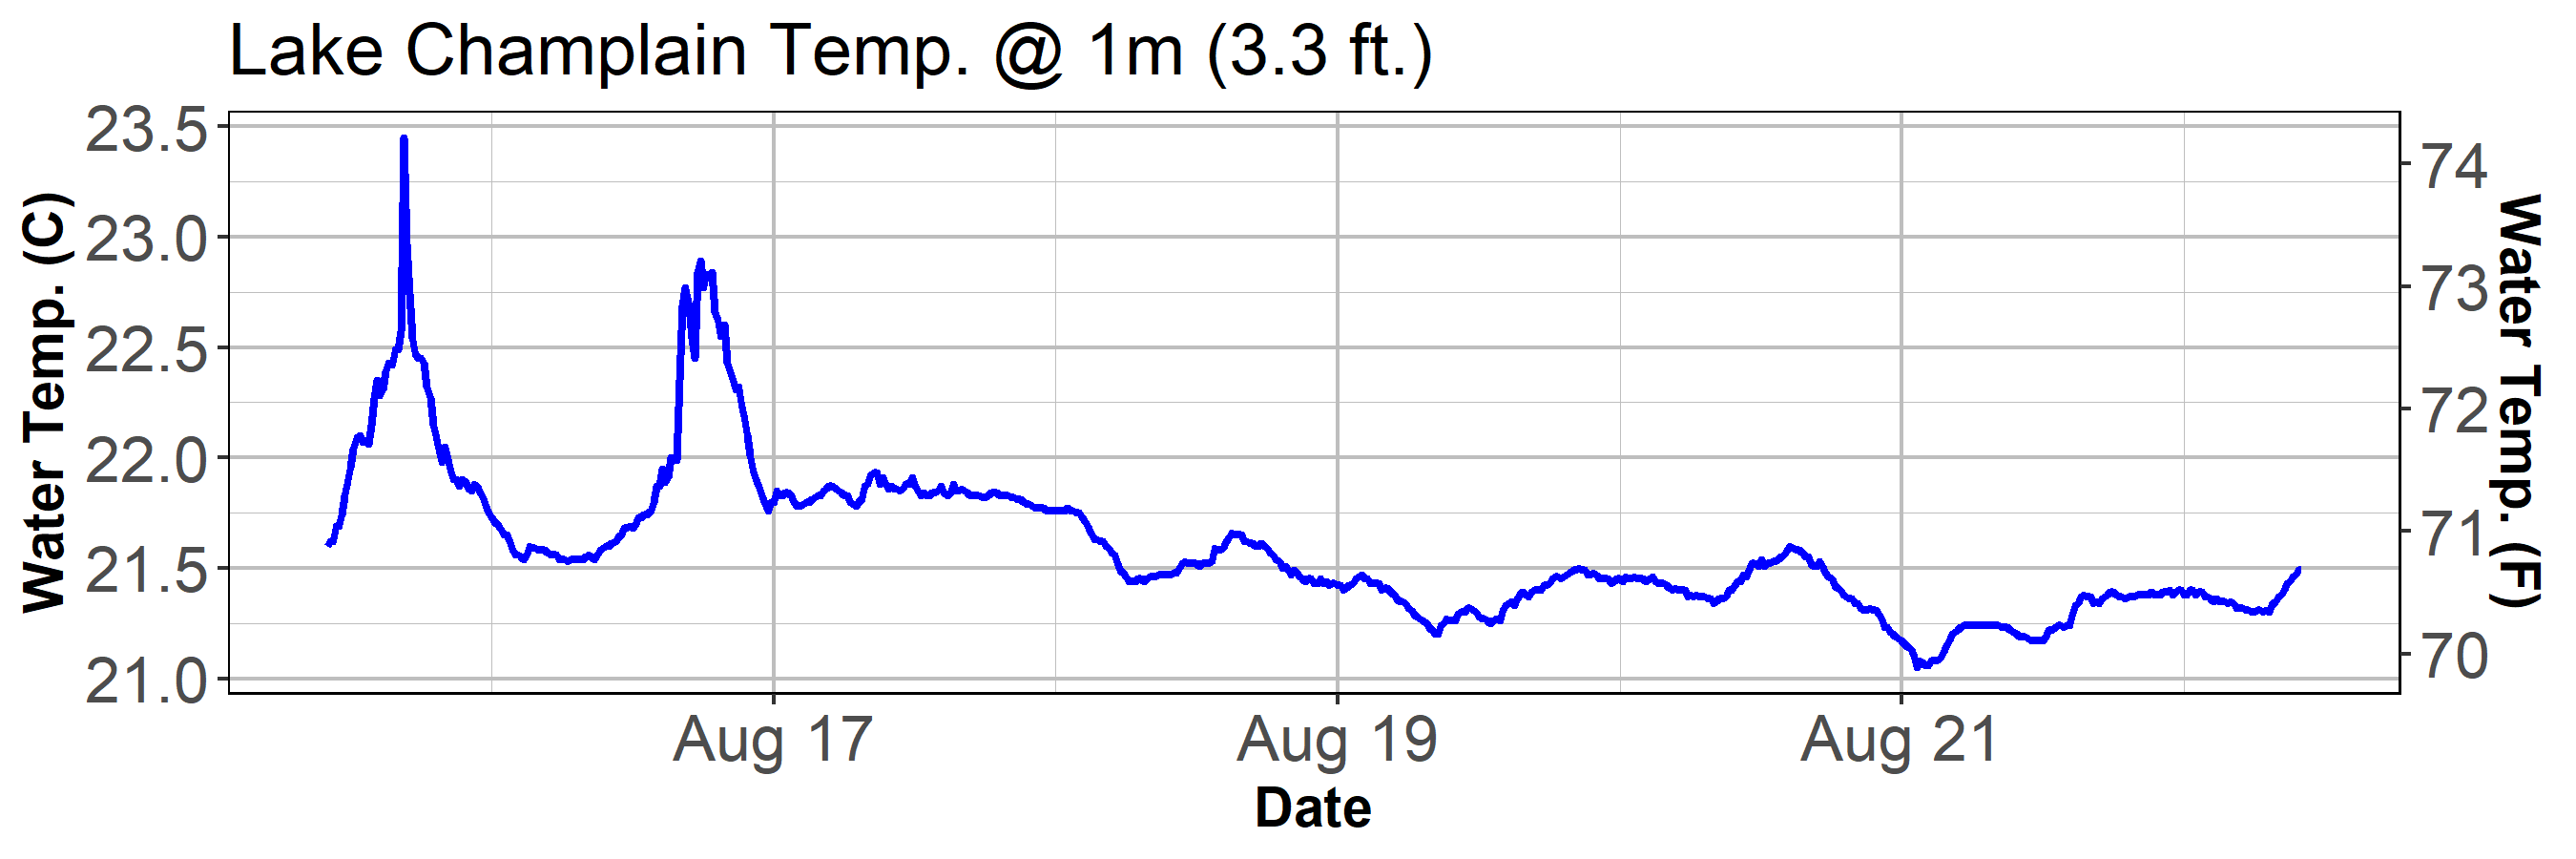 Lake Champlain Temp. @ 1m (3.3 ft.)
Water Temp. (C)
23.5
23.0
22.5
22.0
21.5
21.0
74
73
72
71
70
Water Temp. (F)
Aug 17 Aug 19 Aug 21
Date